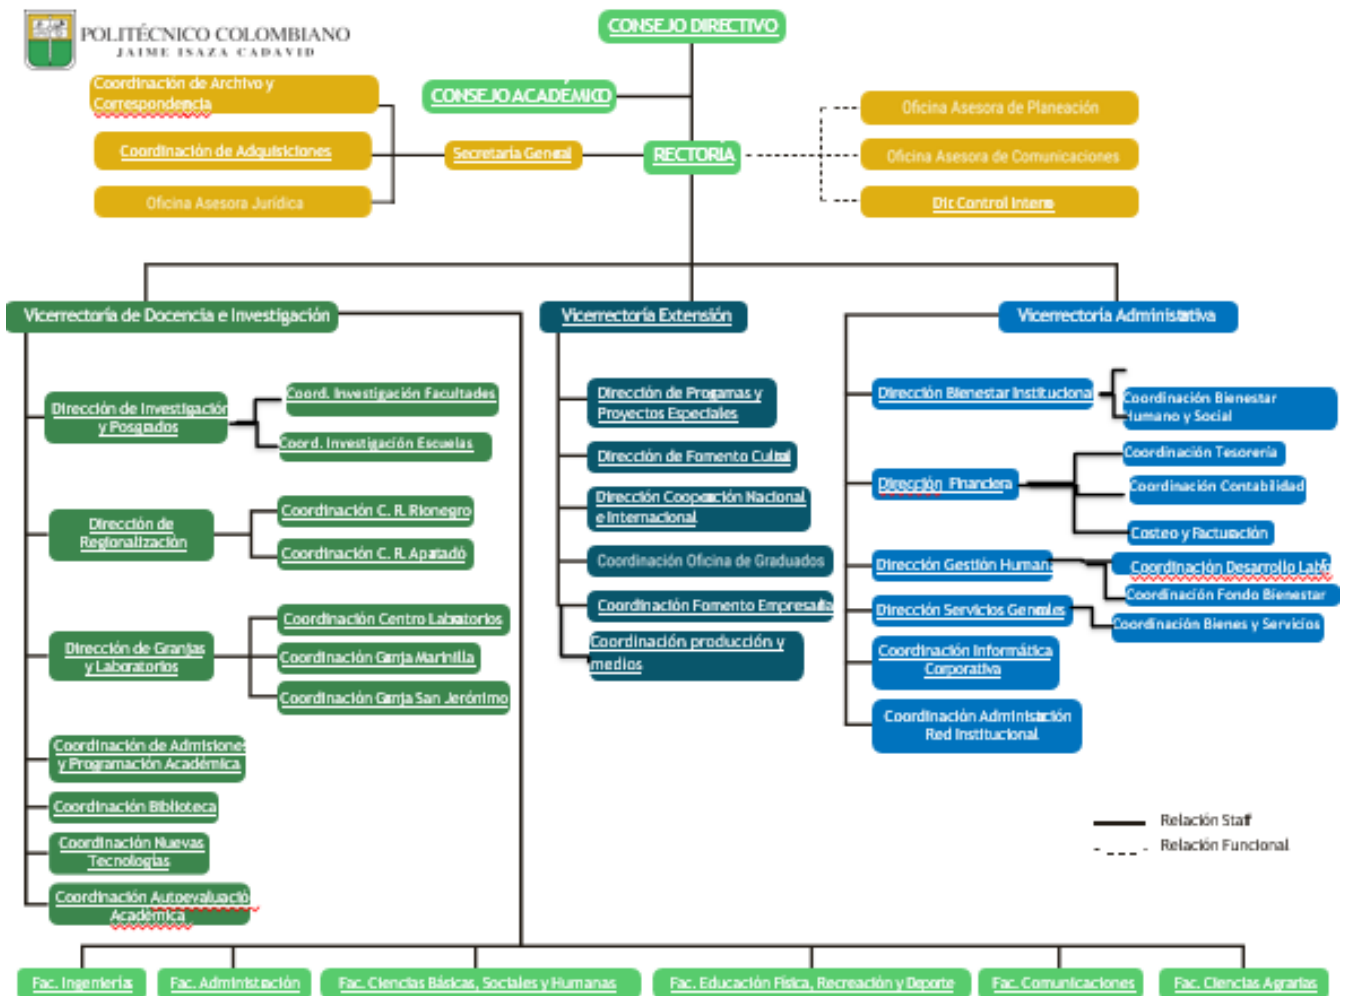 POLITÉCNICO COLOMBIANO
JAIME ISAZA CADAVID
CONSEJO DIRECTIVO
CONSEJO ACADÉMICO
RECTORÍA
Secretaría General
Coordinación de Archivo y
Correspondencia
Coordinación de Adquisiciones
Oficina Asesora Jurídica
Oficina Asesora de Planeación
Oficina Asesora de Comunicaciones
Dir. Control Interno
Vicerrectoría de Docencia e Investigación
Dirección de Investigación
y Posgrados
Coord. Investigación Facultades
Coord. Investigación Escuelas
Dirección de
Regionalización
Coordinación C. R. Rionegro
Coordinación C. R. Apartadó
Dirección de Granjas
y Laboratorios
Coordinación Centro Laboratorios
Coordinación Granja Marinilla
Coordinación Granja San Jerónimo
Coordinación de Admisiones
y Programación Académica
Coordinación Biblioteca
Coordinación Nuevas
Tecnologías
Coordinación Autoevaluació
Académica
Vicerrectoría Extensión
Dirección de Programas y
Proyectos Especiales
Dirección de Fomento Cultural
Dirección Cooperación Nacional
e Internacional
Coordinación Oficina de Graduados
Coordinación Fomento Empresarial
Coordinación producción y
medios
Vicerrectoría Administrativa
Dirección Bienestar Institucional
Coordinación Bienestar
Humano y Social
Dirección Financiera
Coordinación Tesorería
Coordinación Contabilidad
Costeo y Facturación
Dirección Gestión Humana
Coordinación Desarrollo
Coordinación Fondo Bienestar
Dirección Servicios Generales
Coordinación Bienes y Servicios
Coordinación Informática
Corporativa
Coordinación Administración
Red Institucional
Relación Staff
Relación Funcional
Fac. Ingenierías
Fac. Administración
Fac. Ciencias Básicas, Sociales y Humanas
Fac. Educación Física, Recreación y Deporte
Fac. Comunicaciones
Fac. Ciencias Agrarias